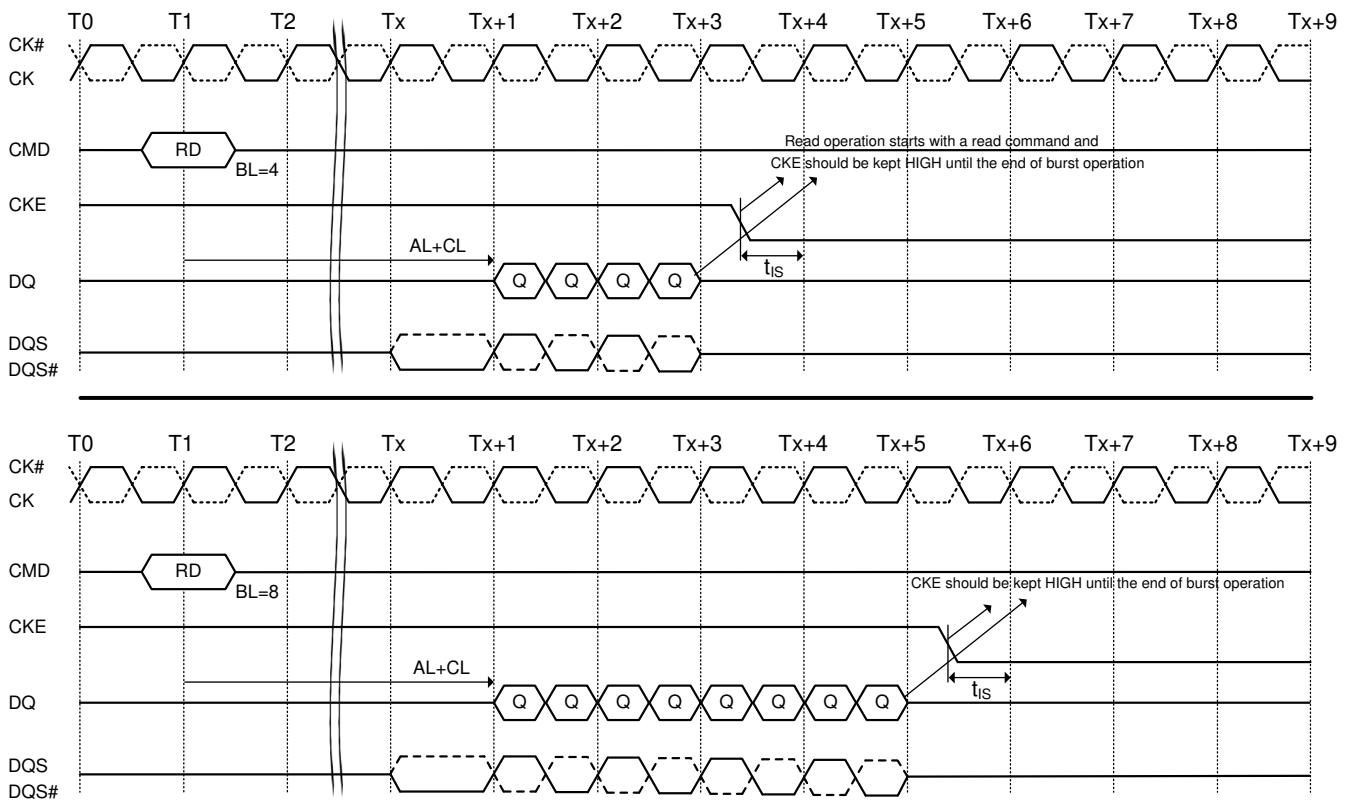 T0 T1 T2 Tx Tx+1 Tx+2 Tx+3 Tx+4 Tx+5 Tx+6 Tx+7 Tx+8 Tx+9
CK#
CK
Read operation starts with a read command and
CMD RD
CKE should be kept HIGH until the end of burst operation
BL=4
CKE
AL+CL
tIS
DQ Q Q Q Q
DQS
DQS#
T0 T1 T2 Tx Tx+1 Tx+2 Tx+3 Tx+4 Tx+5 Tx+6 Tx+7 Tx+8 Tx+9
CK#
CK
CMD RD
CKE should be kept HIGH until the end of burst operation
BL=8
CKE
AL+CL
tIS
DQ Q Q Q Q Q Q Q Q
DQS
DQS#